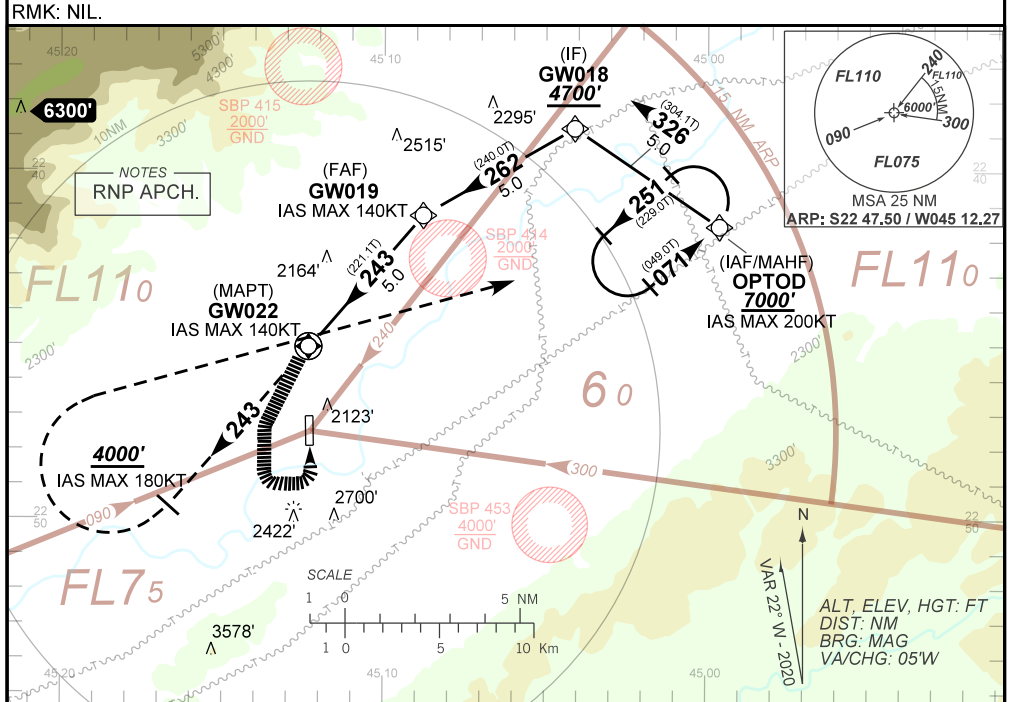 RMK: NIL.
45 20
5300'
4300'
45 10
45 00
6300'
10NM
3300'
SBP 415
2000'
GND
2295'
2515'
(IF)
GW018
4700'
(304.1T)
326
5.0
15 NM ARP
FL110
240
FL110
15NM
6000'
090
300
FL075
MSA 25 NM
ARP: S22 47.50 / W045 12.27
22
40
22
40
NOTES
RNP APCH.
(240.0T)
262
5.0
(FAF)
GW019
IAS MAX 140KT
251
(229.0T)
(049.0T)
071
SBP 414
2000'
GND
(IAF/MAHF)
OPTOD
7000'
IAS MAX 200KT
FL110
FL110
2164'
(221.1T)
243
5.0
(MAPT)
GW022
IAS MAX 140KT
240
2300'
2300'
60
243
2123'
4000'
IAS MAX 180KT
300
3300'
090
2700'
2422'
SBP 453
4000'
GND
22
50
22
50
FL75
N
VAR 22° W - 2020
SCALE
1 0 5 NM
1 0 5 10 Km
3578'
ALT, ELEV, HGT: FT
DIST: NM
BRG: MAG
VA/CHG: 05'W
45 20
45 10
45 00